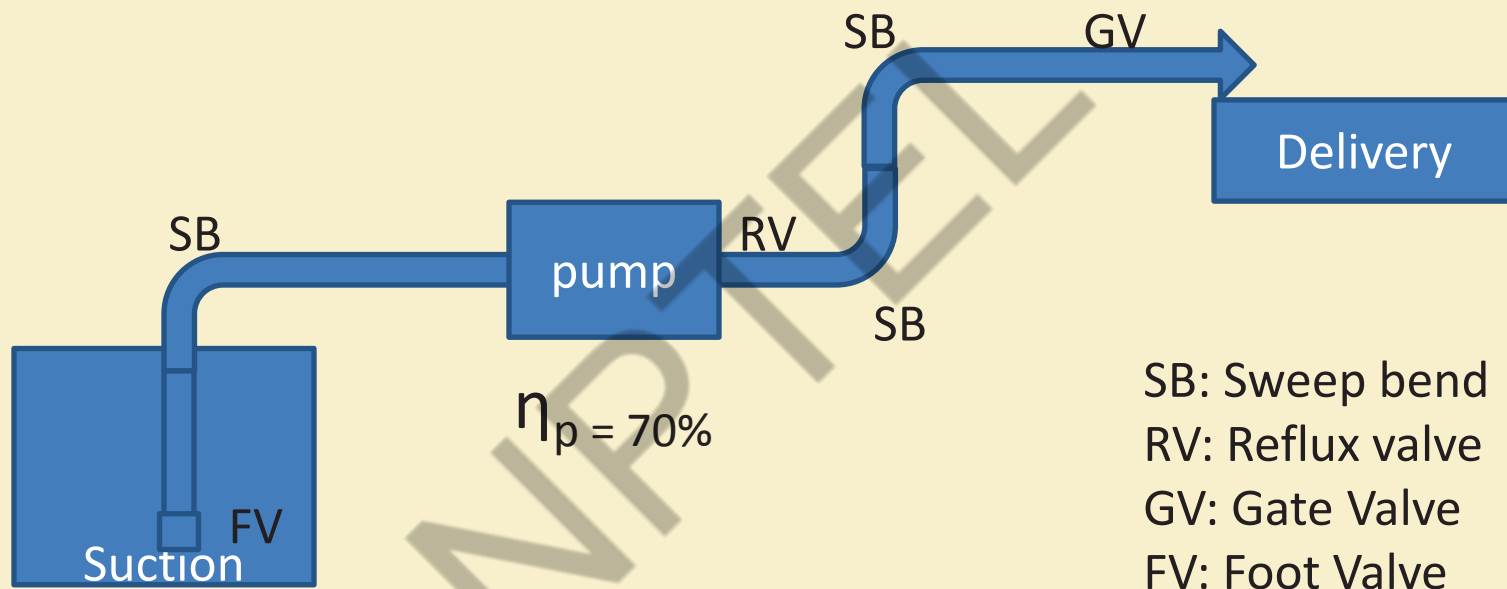 SB
GV
Delivery
SB
pump
RV
SB
ηp = 70%
FV
Suction
SB: Sweep bend
RV: Reflux valve
GV: Gate Valve
FV: Foot Valve
NPTEL